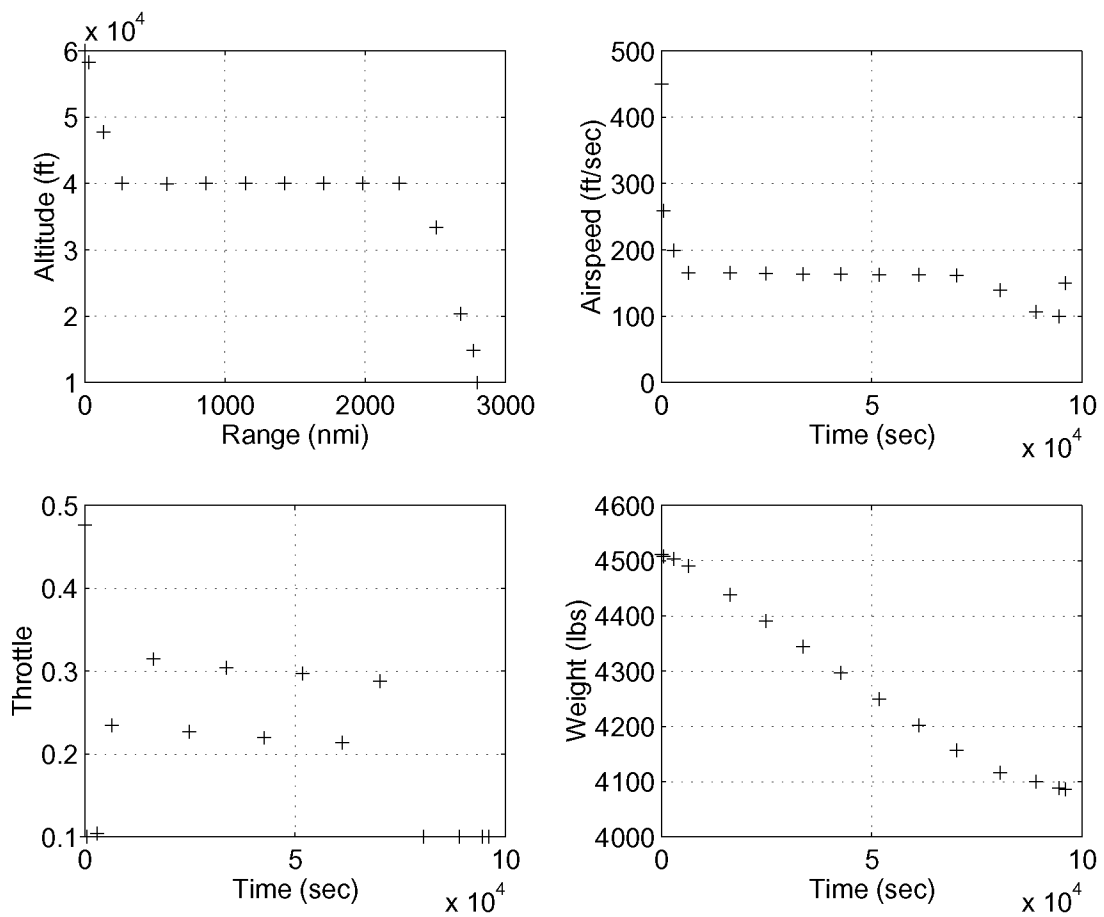 x 10^4
6
5
4
3
2
1
Altitude (ft)
0 1000 2000 3000
Range (nmi)
500
400
300
200
100
0
Airspeed (ft/sec)
0 5 10
Time (sec)
x 10^4
0.5
0.4
0.3
0.2
0.1
Throttle
0 5 10
Time (sec)
x 10^4
4600
4500
4400
4300
4200
4100
4000
Weight (lbs)
0 5 10
Time (sec)
x 10^4